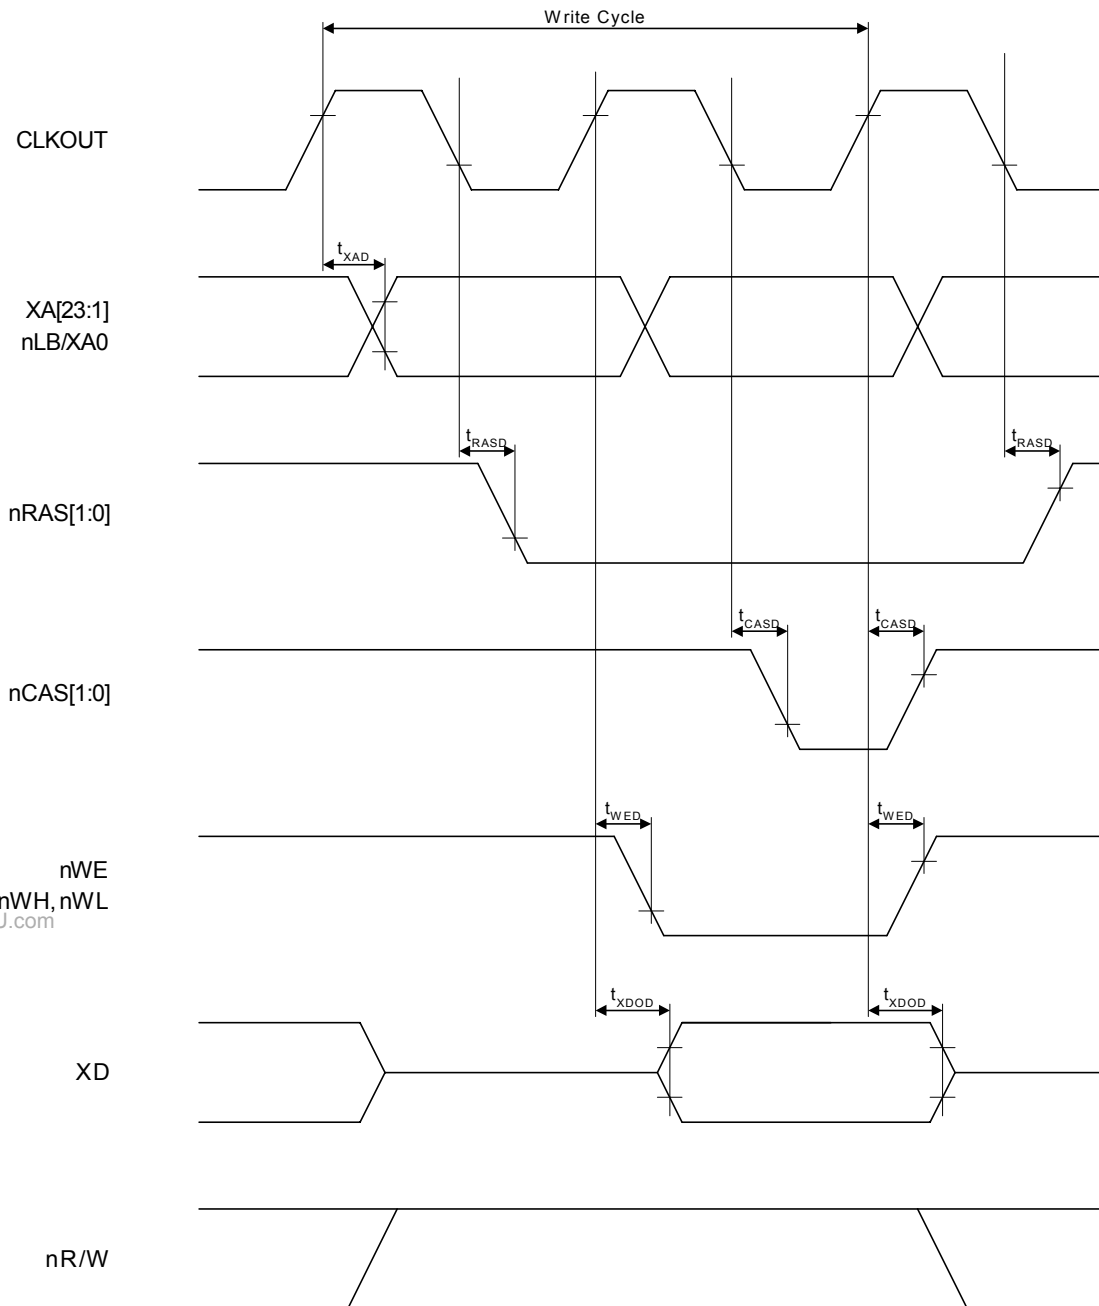 Write Cycle
CLKOUT
tXAD
XA[23:1]
nLB/XA0
tRASD
tRASD
nRAS[1:0]
tCASD
tCASD
nCAS[1:0]
tWED
tWED
nWE
nWH, nWL
U.com
tXDOD
tXDOD
XD
nR/W